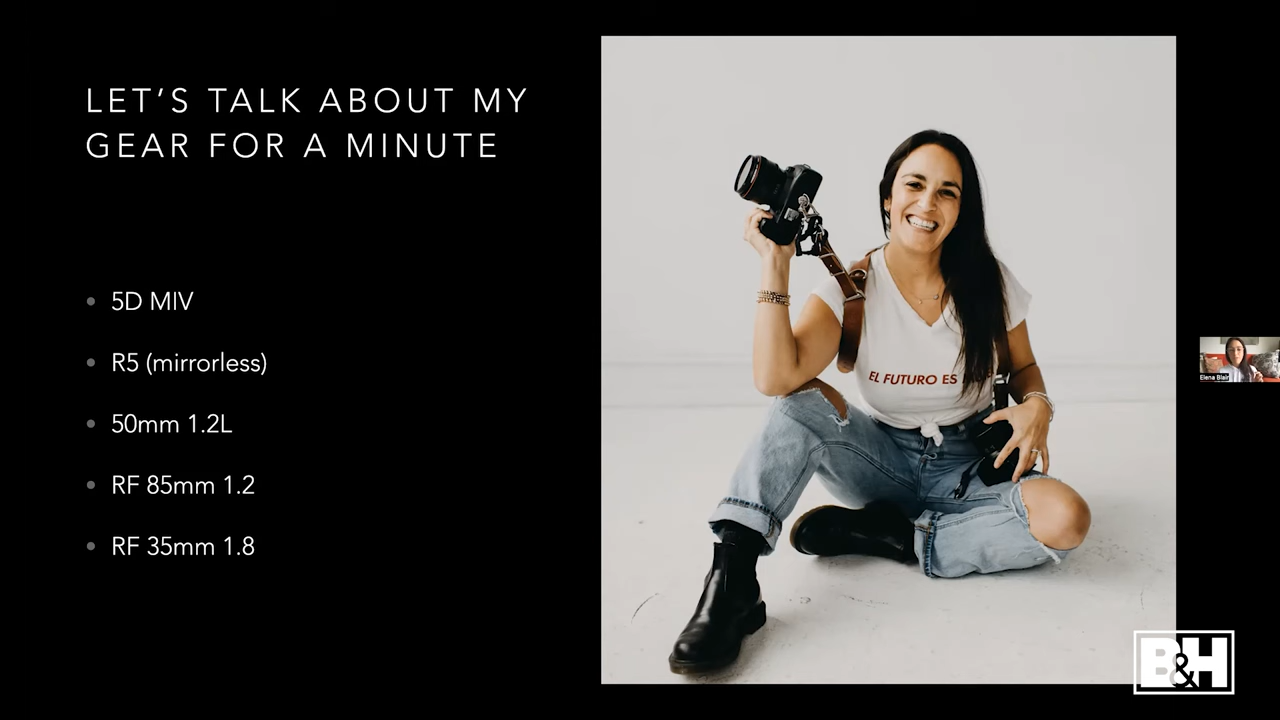 LET'S TALK ABOUT MY
GEAR FOR A MINUTE
5D MIV
R5 (mirrorless)
50mm 1.2L
RF 85mm 1.2
RF 35mm 1.8
EL FUTURO ES
Elena Blair
B&H